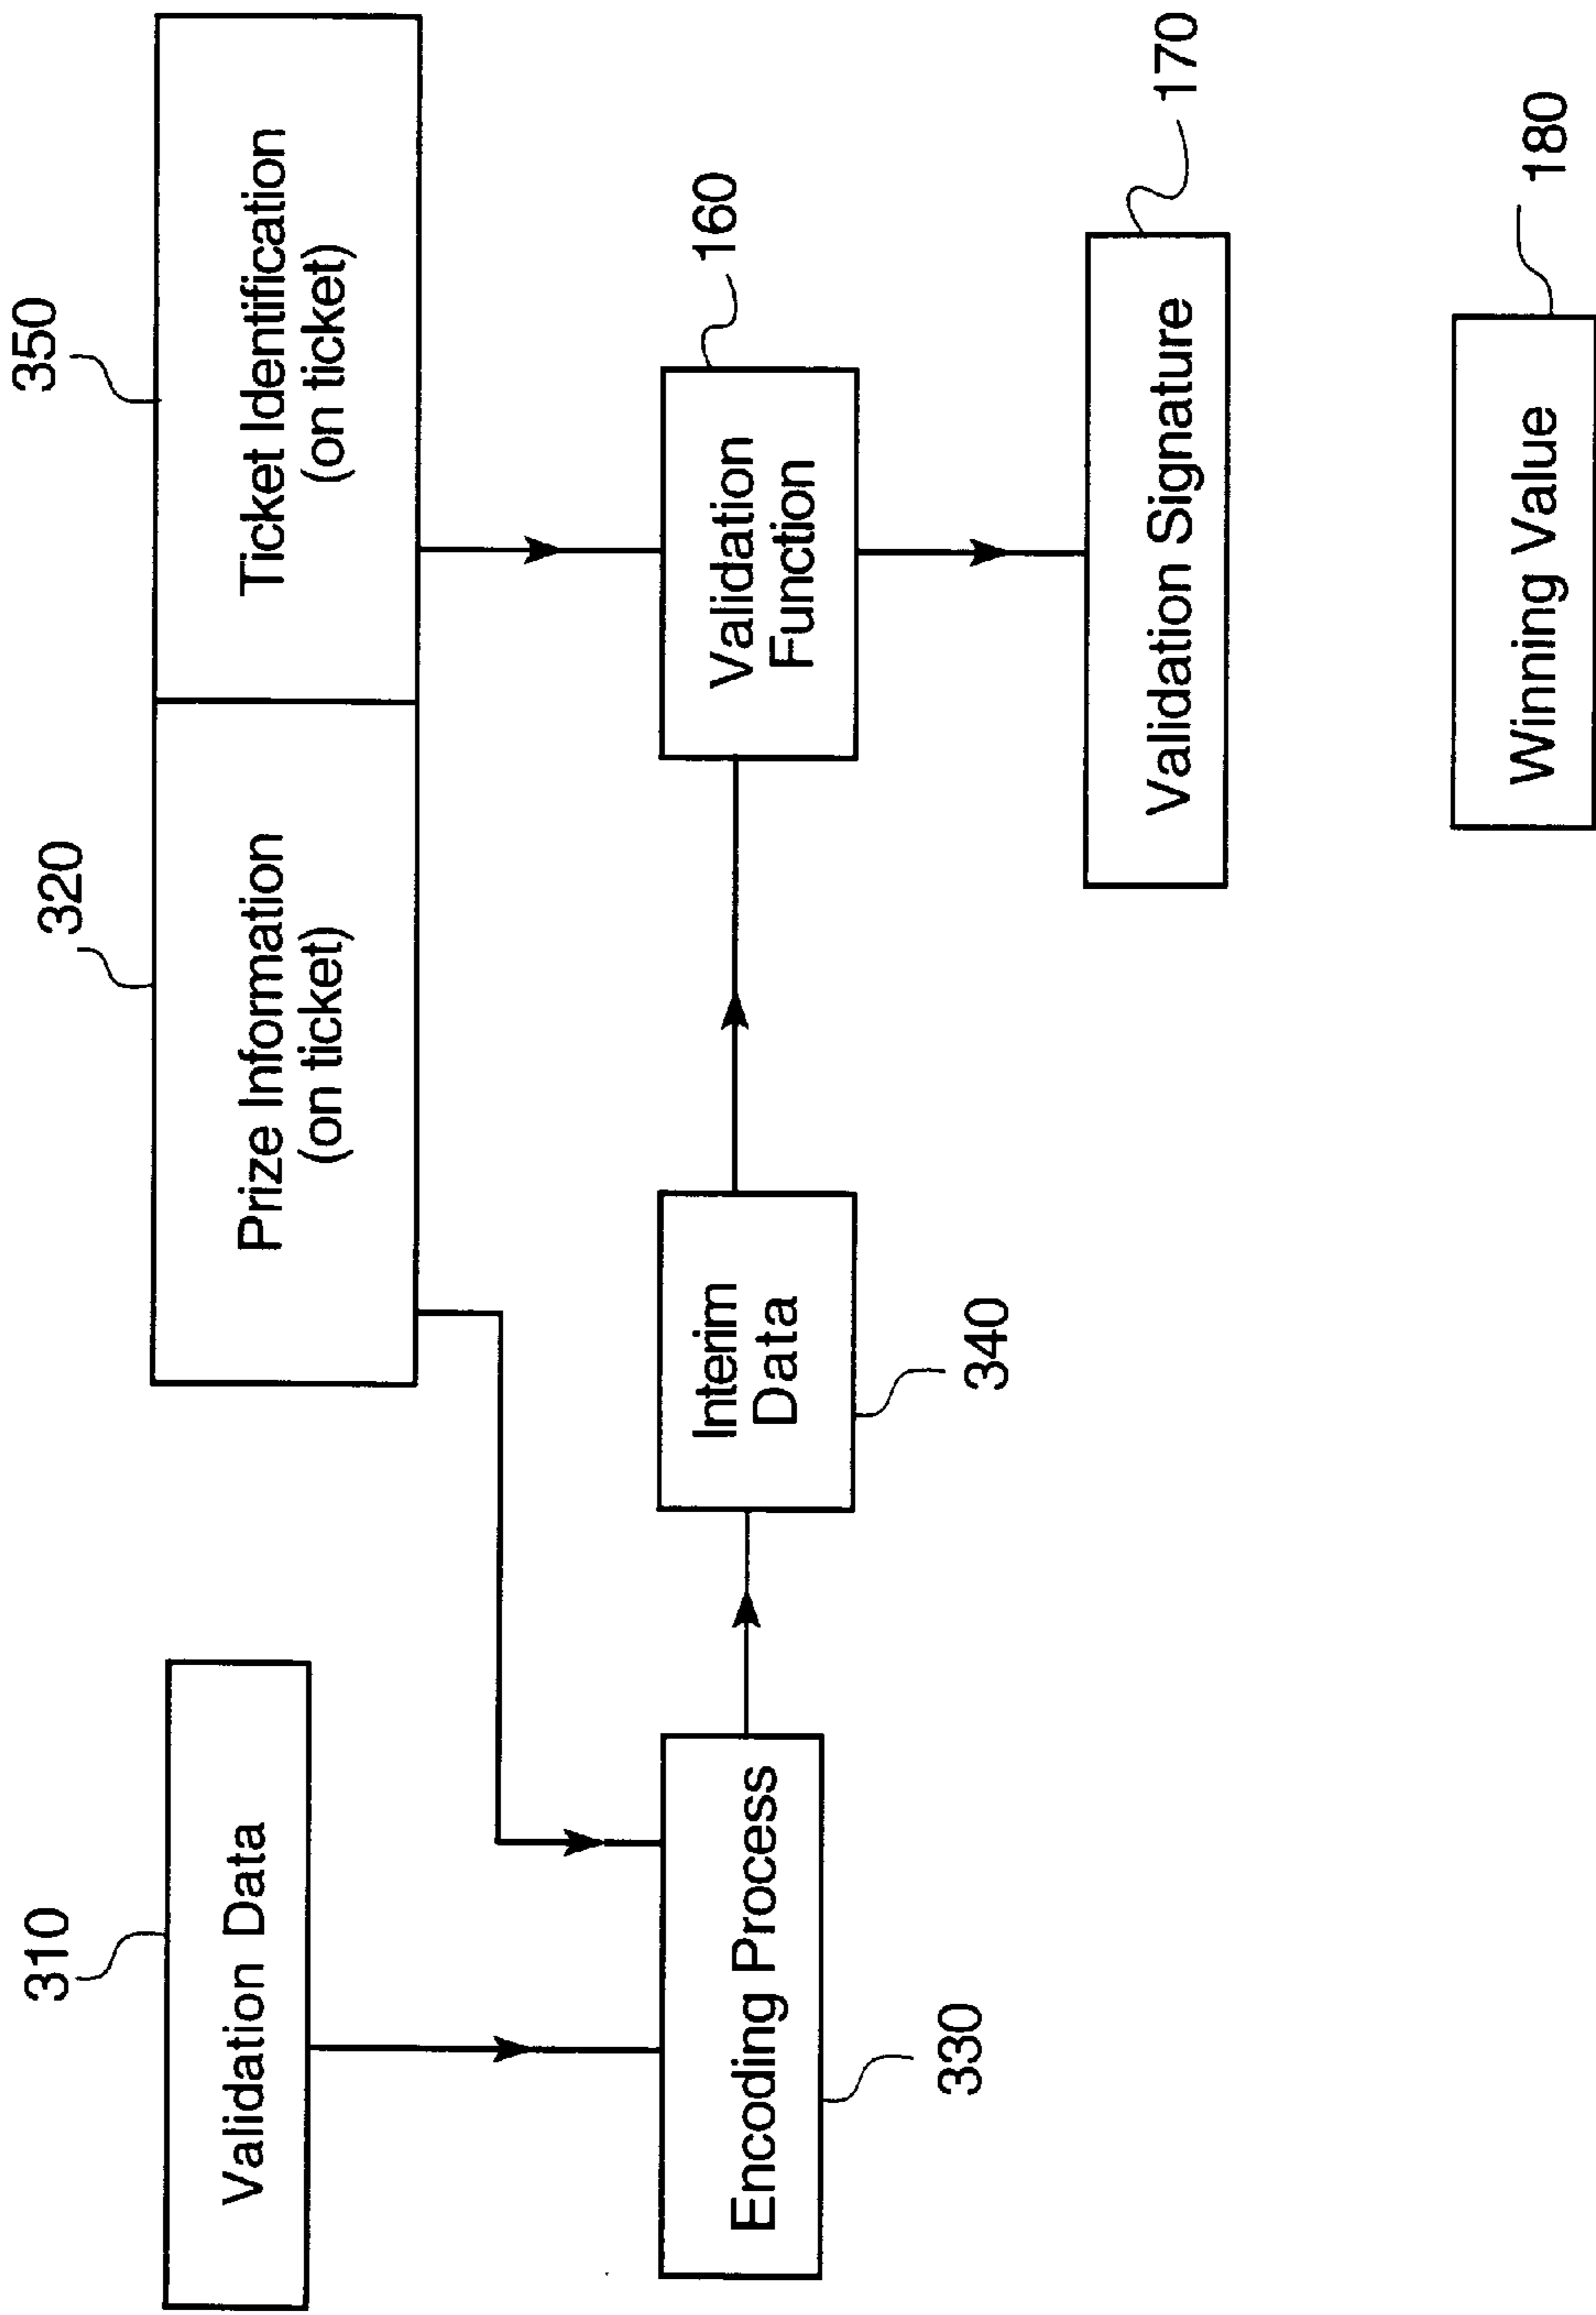 310
320
350
Validation Data
Prize Information
(on ticket)
Ticket Identification
(on ticket)
Encoding Process
330
Interim
Data
340
Validation
Function
160
Validation Signature
170
Winning Value
180